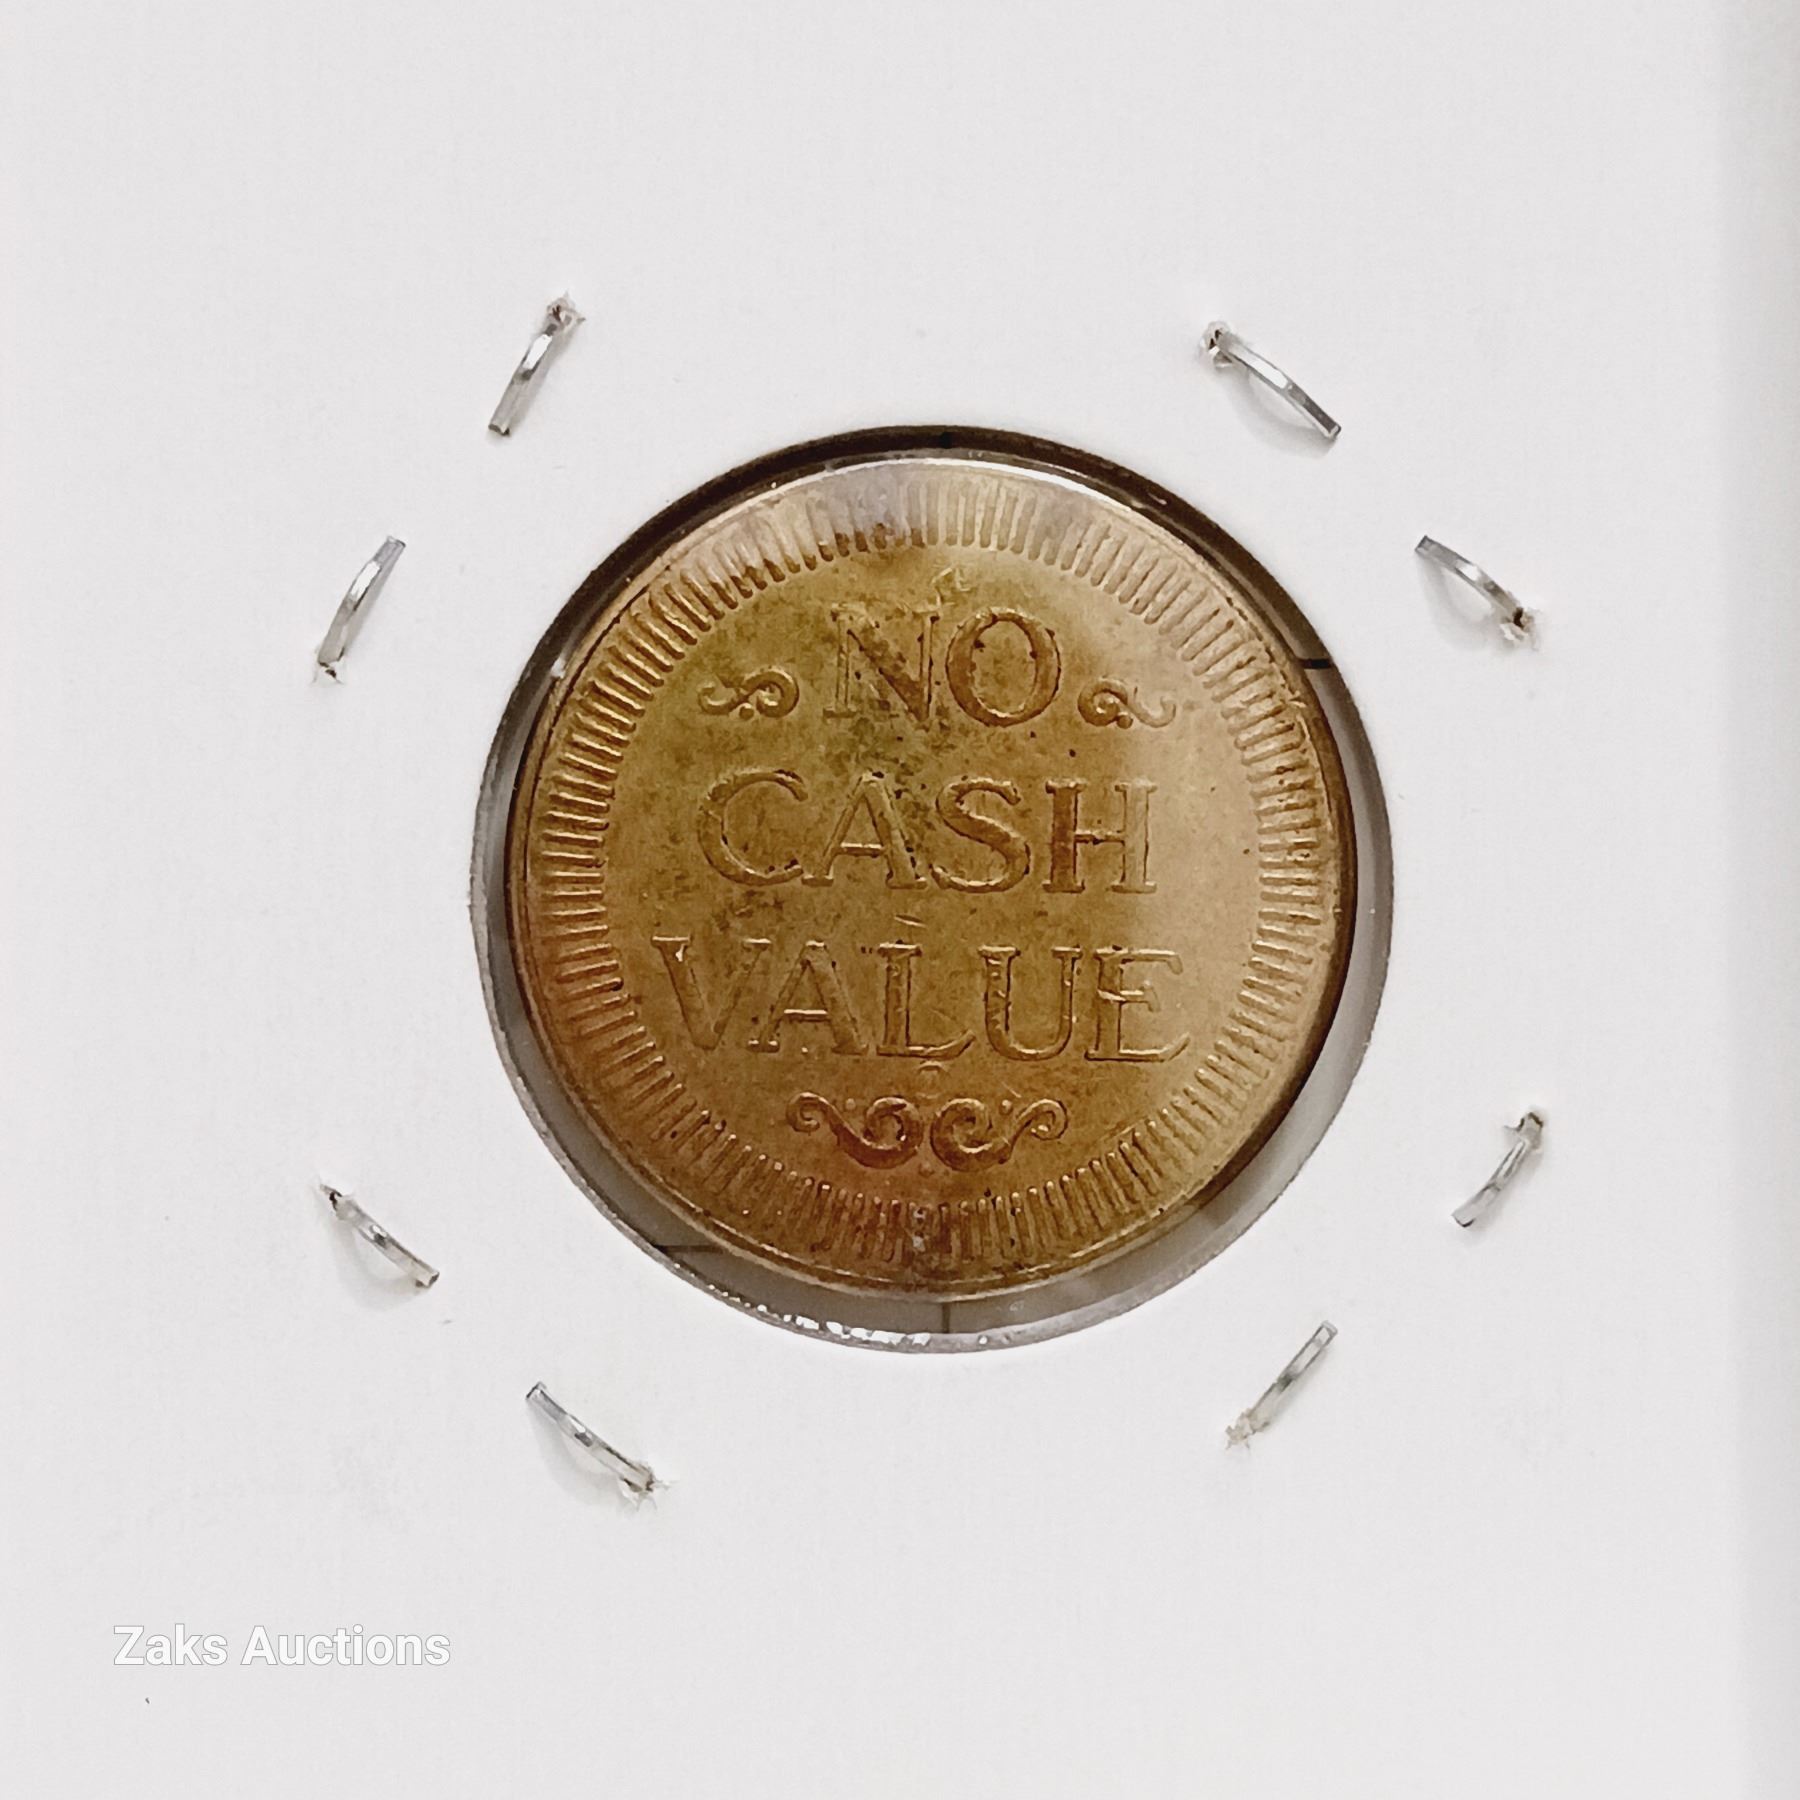 NO
CASH
VALUE
Zaks Auctions